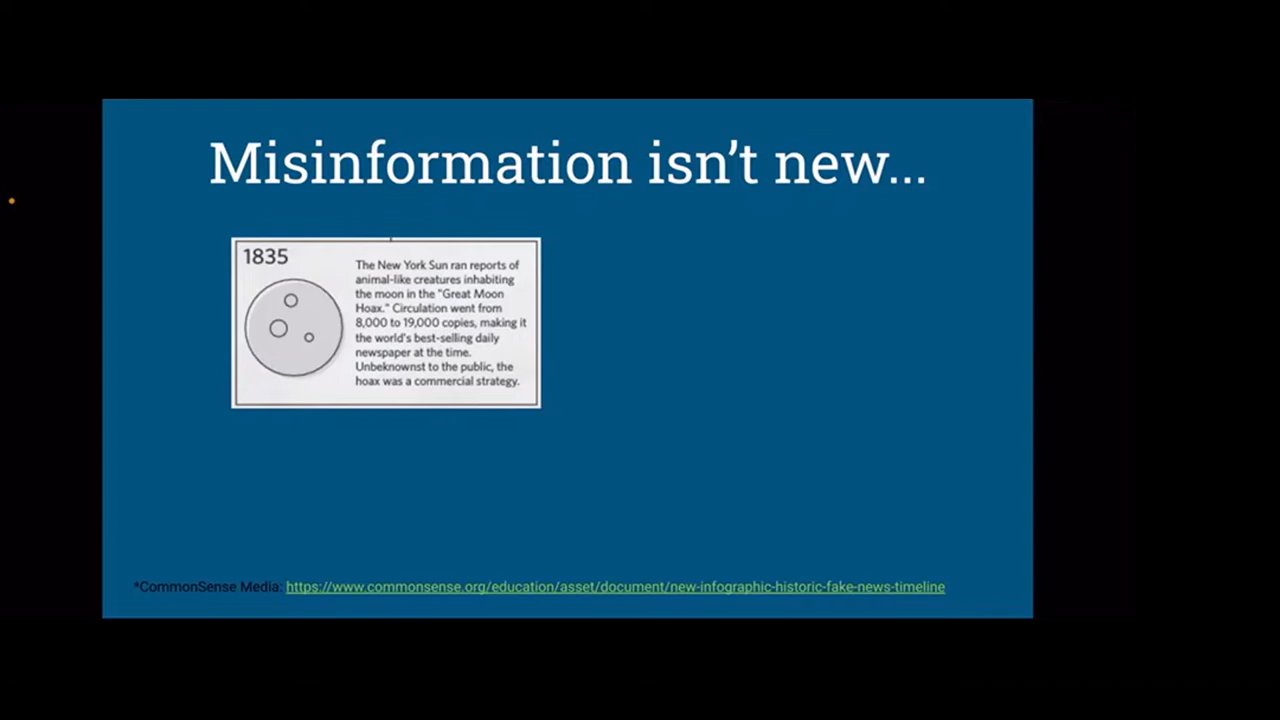 Misinformation isn't new...
1835
The New York Sun ran reports of
animal-like creatures inhabiting
the moon in the "Great Moon
Hoax." Circulation went from
8,000 to 19,000 copies, making it
the world's best-selling daily
newspaper at the time.
Unbeknownst to the public, the
hoax was a commercial strategy.
*CommonSense Media: https://www.commonsense.org/education/asset/document/new-infographic-historic-fake-news-timeline